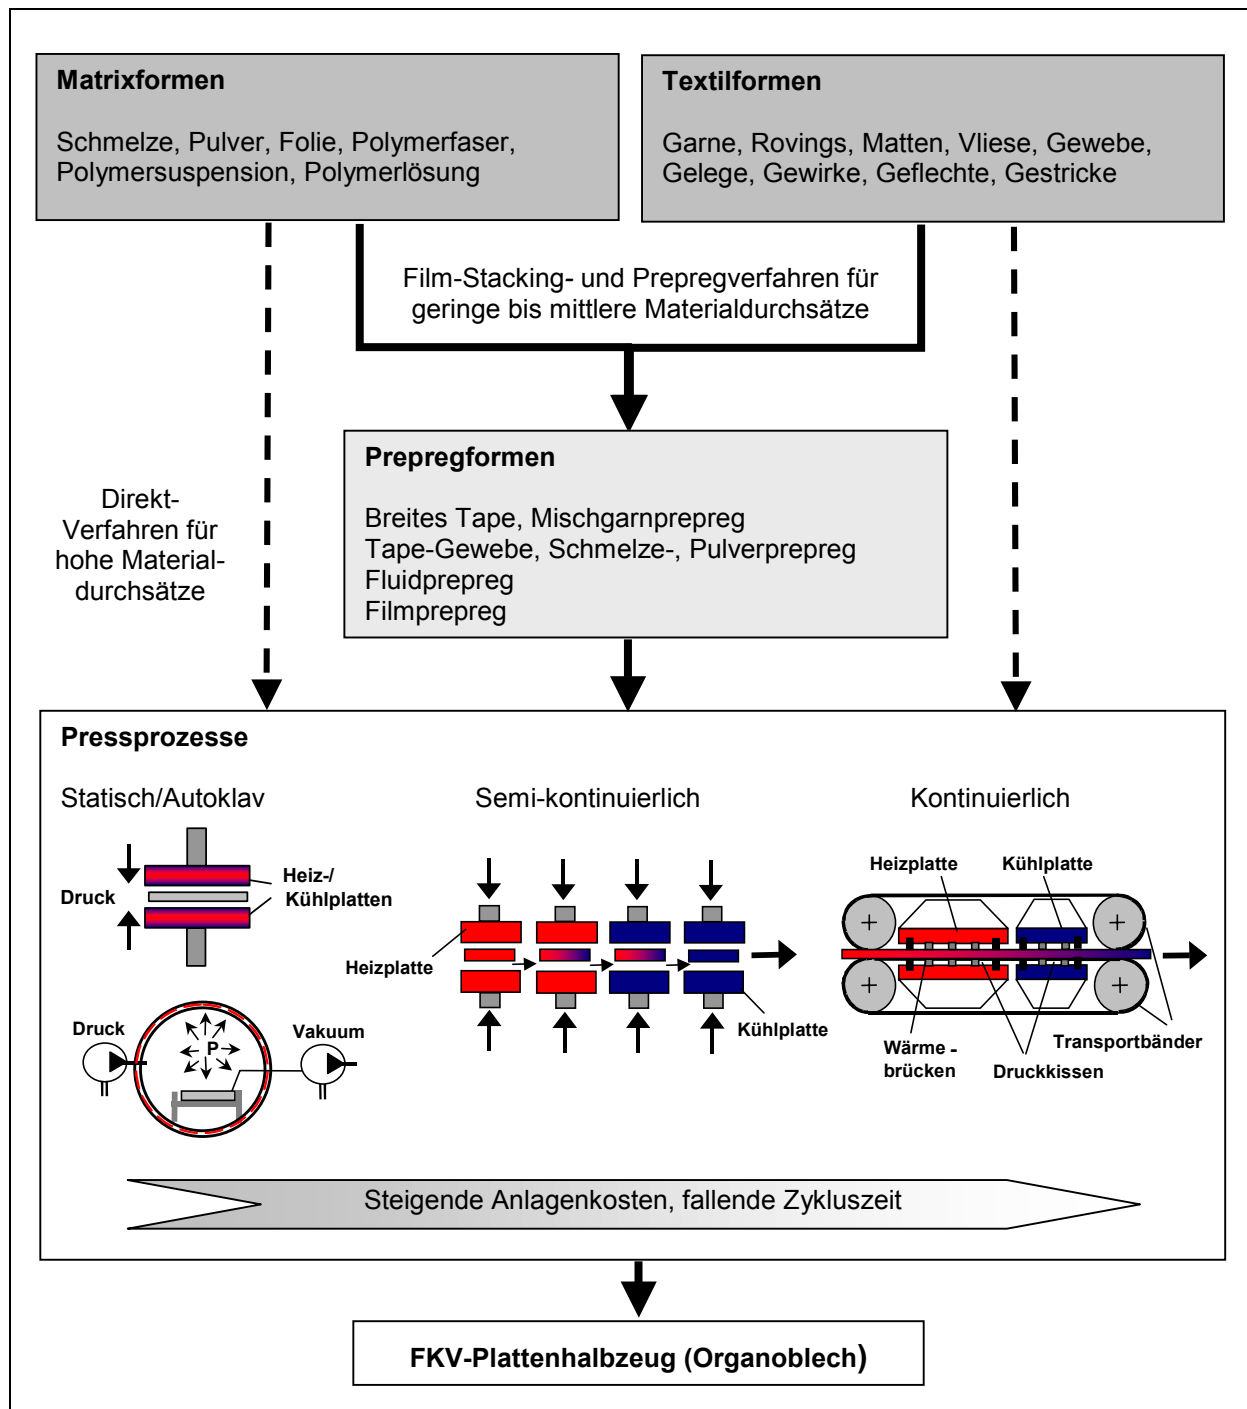 Matrixformen
Schmelze, Pulver, Folie, Polymerfaser,
Polymersuspension, Polymerlösung
Textilformen
Garne, Rovings, Matten, Vliese, Gewebe,
Gelege, Gewirke, Geflechte, Gestricke
Film-Stacking- und Prepregverfahren für
geringe bis mittlere Materialdurchsätze
Direkt-
Verfahren für
hohe Material-
durchsätze
Prepregformen
Breites Tape, Mischgarnprepreg
Tape-Gewebe, Schmelze-, Pulverprepreg
Fluidprepreg
Filmprepreg
Pressprozesse
Statisch/Autoklav
Druck
Heiz-/
Kühlplatten
Druck
P
Vakuum
Semi-kontinuierlich
Heizplatte
Kühlplatte
Kontinuierlich
Heizplatte
Kühlplatte
Wärme -
brücken
Druckkissen
Transportbänder
Steigende Anlagenkosten, fallende Zykluszeit
FKV-Plattenhalbzeug (Organoblech)